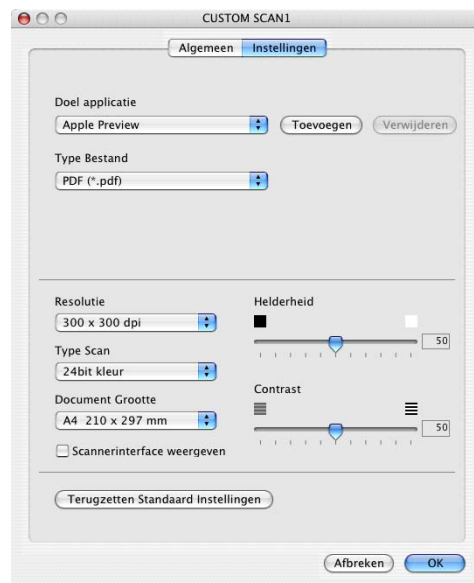 CUSTOM SCAN1
Algemeen Instellingen
Doel applicatie
Apple Preview Toevoegen Verwijderen
Type Bestand
PDF (*.pdf)
Resolutie
300 x 300 dpi
Type Scan
24bit kleur
Document Grootte
A4 210 x 297 mm
Scannerinterface weergeven
Helderheid
50
Contrast
50
Terugzetten Standaard Instellingen
Afbreken OK